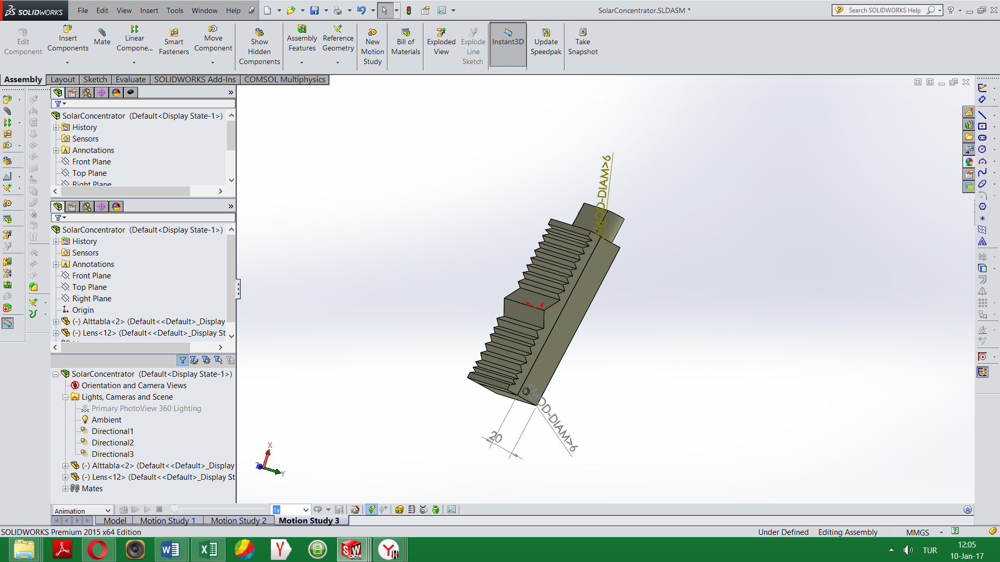 SOLIDWORKS
File Edit View Insert Tools Window Help
SolarConcentrator.SLDASM *
Search SOLIDWORKS Help
Edit Component
Insert Components
Mate
Linear Compone...
Smart Fasteners
Move Component
Show Hidden Components
Assembly Features
Reference Geometry
New Motion Study
Bill of Materials
Exploded View
Explode Line Sketch
Instant3D
Update Speedpak
Take Snapshot
Assembly Layout Sketch Evaluate SOLIDWORKS Add-Ins COMSOL Multiphysics
SolarConcentrator (Default<Display State-1>)
History
Sensors
Annotations
Front Plane
Top Plane
Right Plane
SolarConcentrator (Default<Display State-1>)
History
Sensors
Annotations
Front Plane
Top Plane
Right Plane
Origin
(-) Alttabla<2> (Default<<Default>_Display
(-) Lens<12> (Default<<Default>_Display St
SolarConcentrator (Default<Display State-1>)
Orientation and Camera Views
Lights, Cameras and Scene
Primary PhotoView 360 Lighting
Ambient
Directional1
Directional2
Directional3
(-) Alttabla<2> (Default<<Default>_Display
(-) Lens<12> (Default<<Default>_Display St
Mates
<MOD-DIAM>6
<MOD-DIAM>6
20
X
Y
Z
Animation
1x
Model Motion Study 1 Motion Study 2 Motion Study 3
SOLIDWORKS Premium 2015 x64 Edition
Under Defined Editing Assembly MMGS
TUR
12:05
10-Jan-17